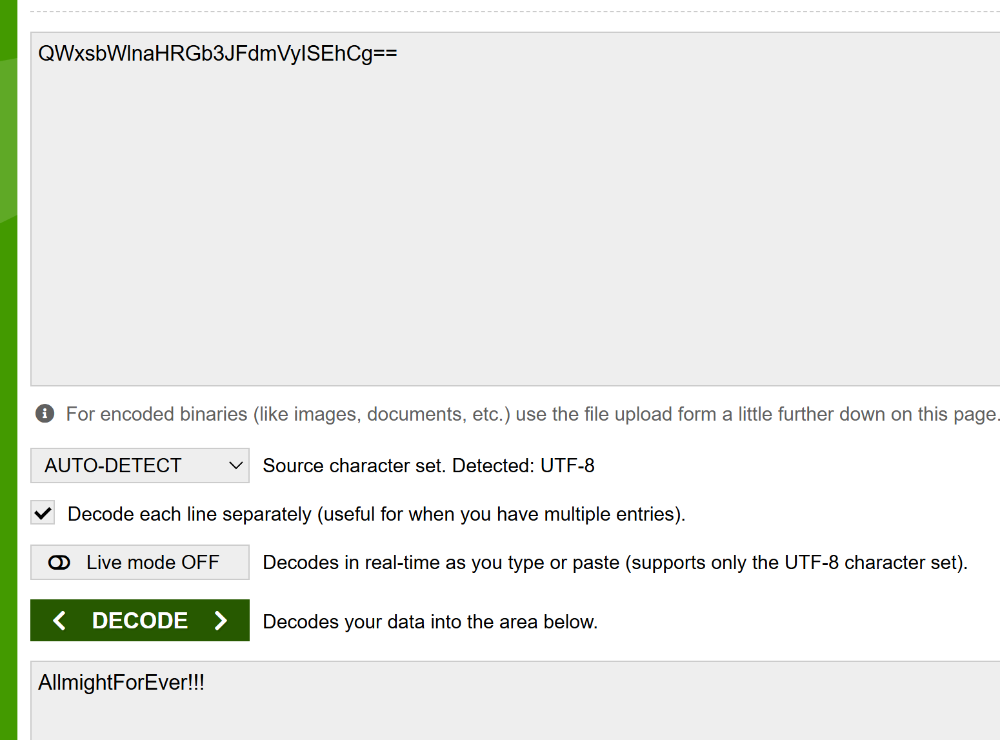 QWxsbWlnaHRGb3JFdmVyISEhCg==
For encoded binaries (like images, documents, etc.) use the file upload form a little further down on this page.
AUTO-DETECT
Source character set. Detected: UTF-8
Decode each line separately (useful for when you have multiple entries).
Live mode OFF
Decodes in real-time as you type or paste (supports only the UTF-8 character set).
DECODE
Decodes your data into the area below.
AllmightForEver!!!